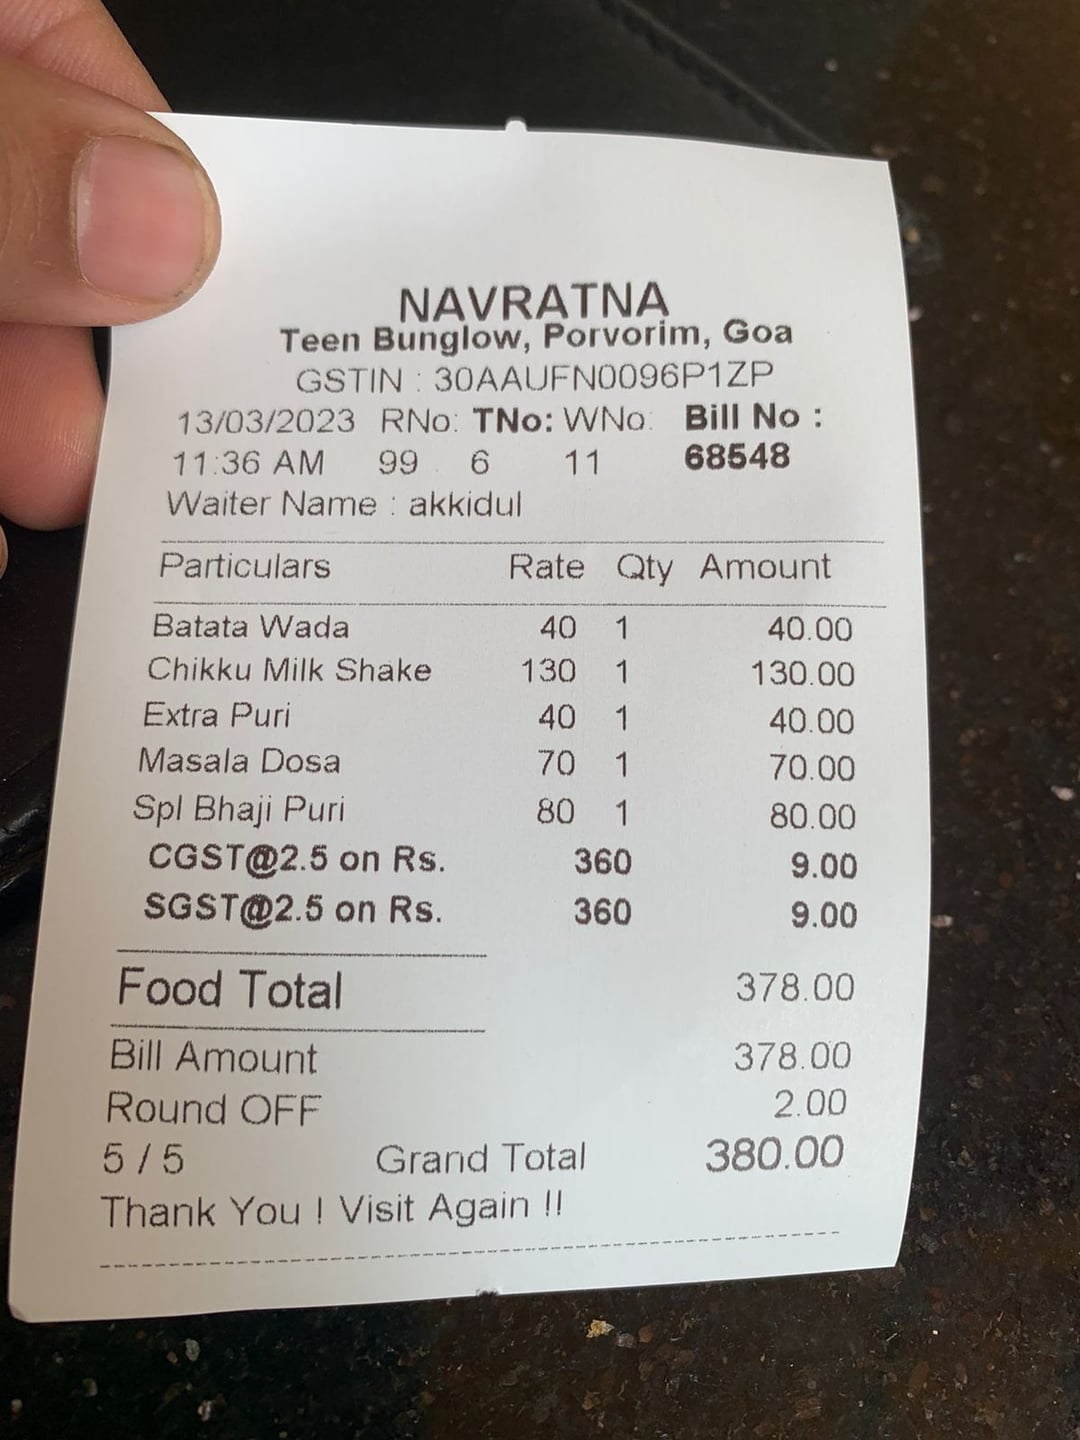 NAVRATNA
Teen Bunglow, Porvorim, Goa
GSTIN : 30AAUFN0096P1ZP
13/03/2023 RNo: TNo: WNo: Bill No :
11:36 AM 99 6 11 68548
Waiter Name : akkidul
Particulars Rate Qty Amount
Batata Wada 40 1 40.00
Chikku Milk Shake 130 1 130.00
Extra Puri 40 1 40.00
Masala Dosa 70 1 70.00
Spl Bhaji Puri 80 1 80.00
CGST@2.5 on Rs. 360 9.00
SGST@2.5 on Rs. 360 9.00
Food Total 378.00
Bill Amount 378.00
Round OFF 2.00
5 / 5 Grand Total 380.00
Thank You ! Visit Again !!